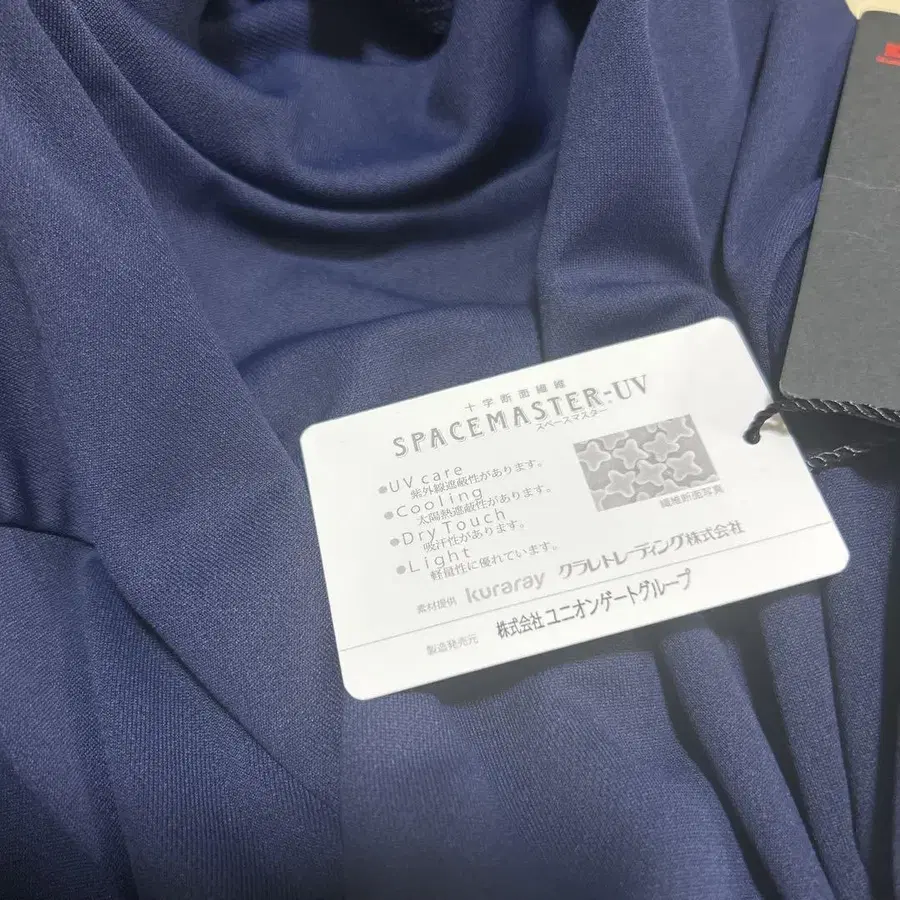 十字断面繊維
SPACEMASTER-UV
スペースマスター
●UV care
紫外線遮蔽性があります。
●Cooling
太陽熱遮蔽性があります。
●Dry Touch
吸汗性があります。
●Light
軽量性に優れています。
繊維断面写真
素材提供 kuraray クラレトレーディング株式会社
製造発売元 株式会社ユニオンゲートグループ